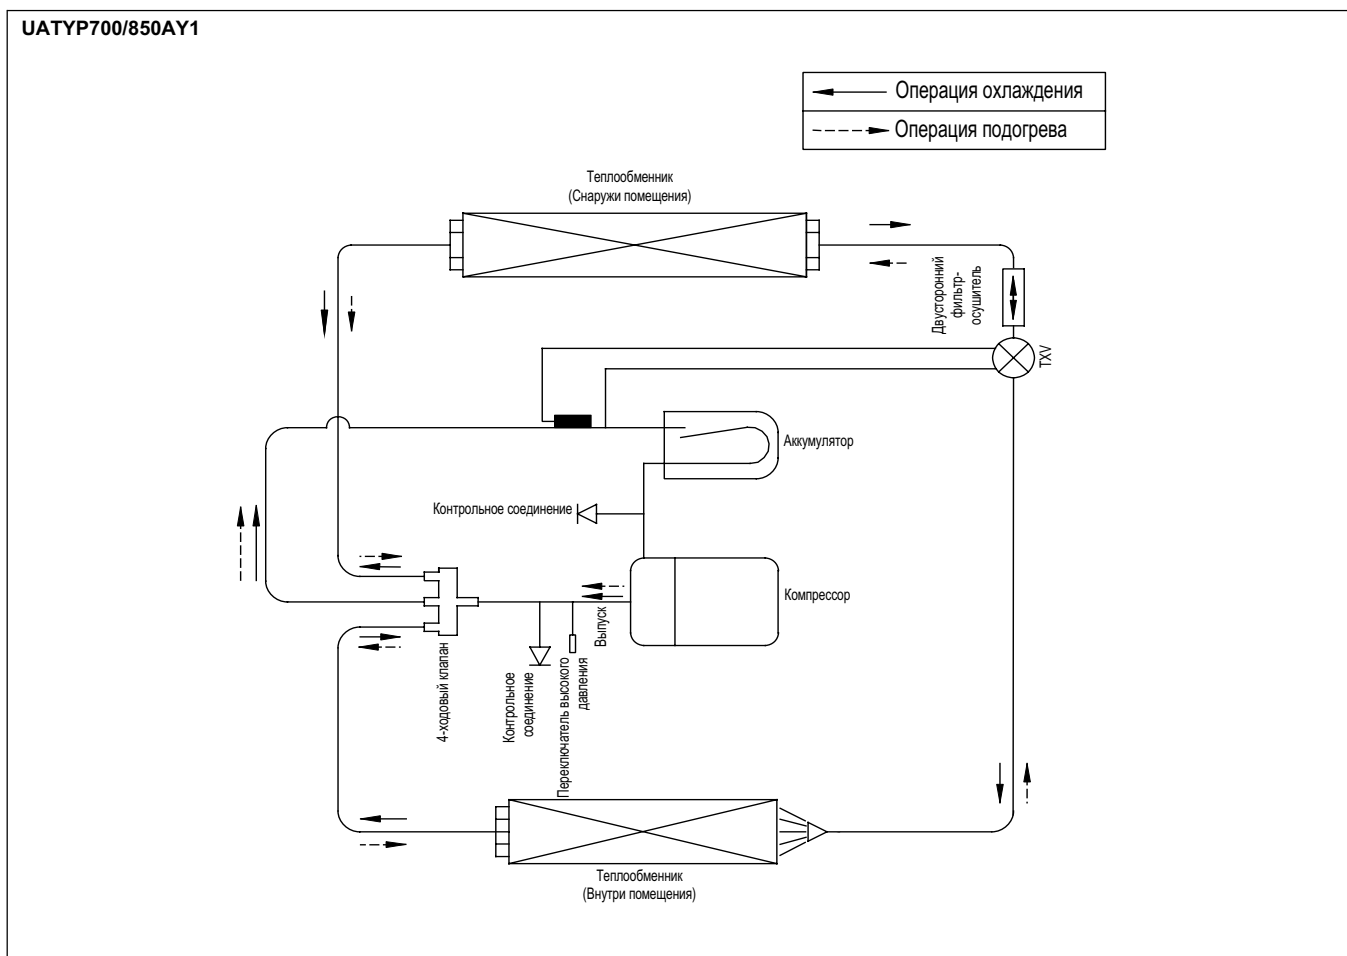 UATYP700/850AY1
Операция охлаждения
Операция подогрева
Теплообменник
(Снаружи помещения)
Двусторонний
фильтр-
осушитель
TXV
Аккумулятор
Контрольное соединение
Компрессор
Выпуск
4-ходовый клапан
Контрольное
соединение
Переключатель высокого
давления
Теплообменник
(Внутри помещения)